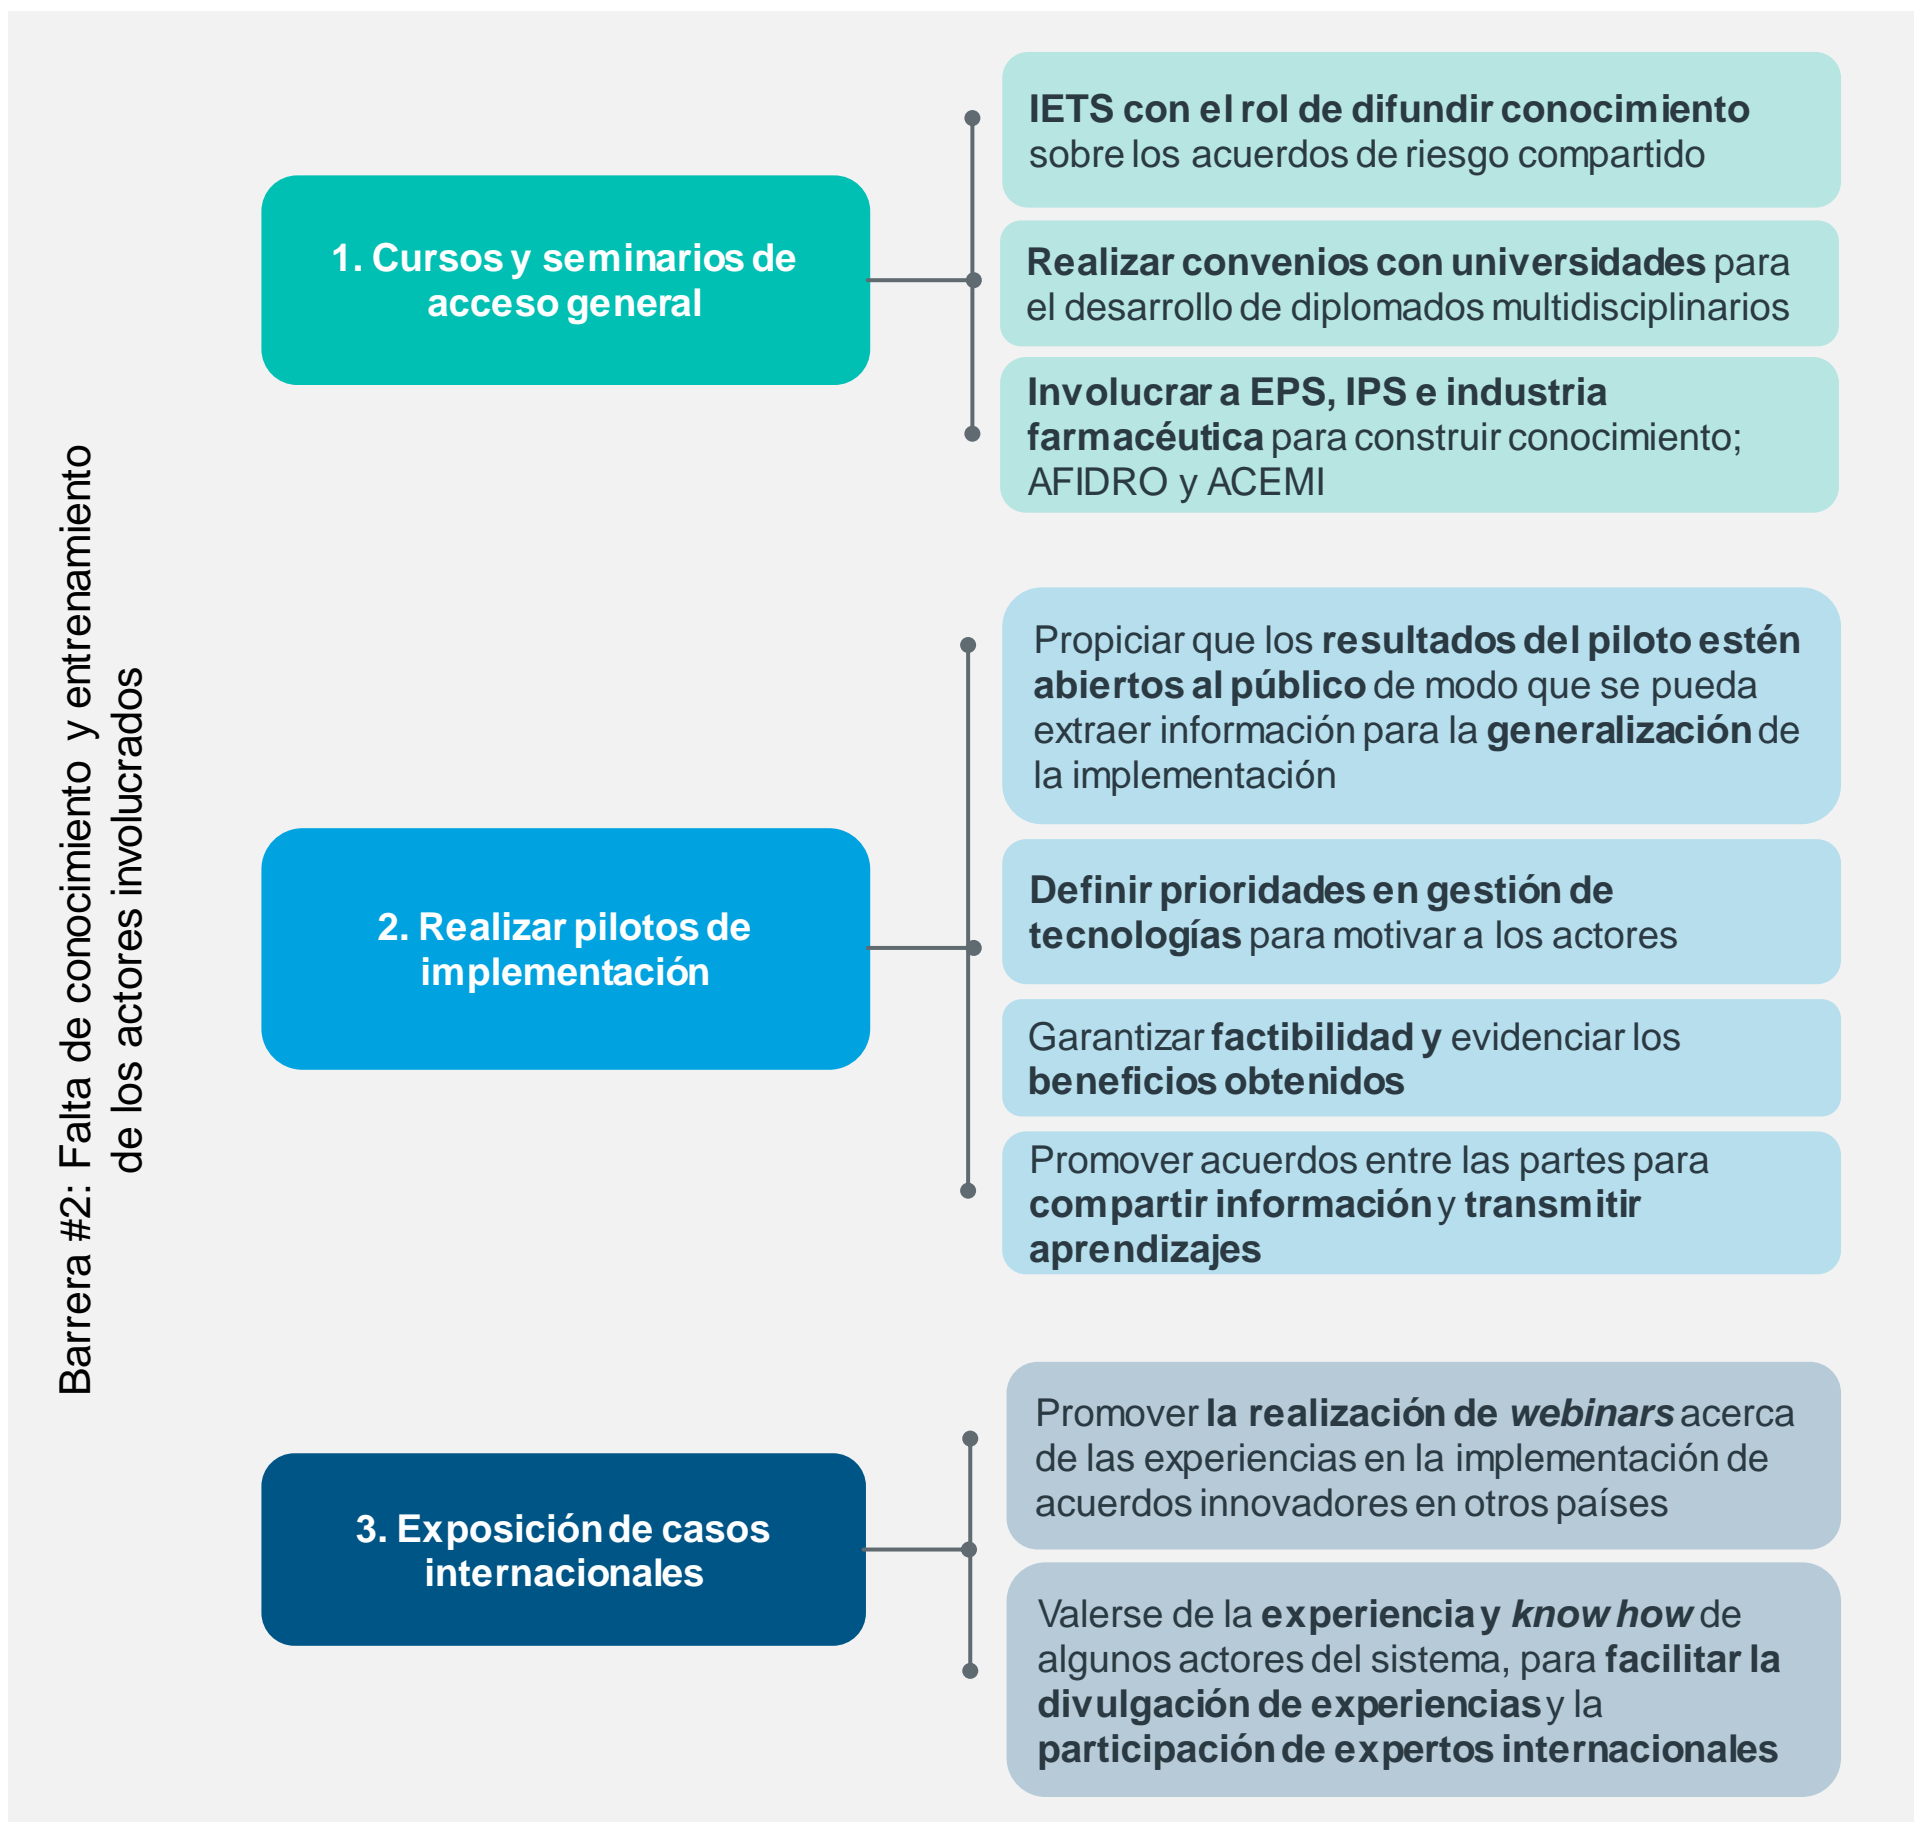 Barrera #2: Falta de conocimiento y entrenamiento
de los actores involucrados
1. Cursos y seminarios de
acceso general
IETS con el rol de difundir conocimiento
sobre los acuerdos de riesgo compartido
Realizar convenios con universidades para
el desarrollo de diplomados multidisciplinarios
Involucrar a EPS, IPS e industria
farmacéutica para construir conocimiento;
AFIDRO y ACEMI
2. Realizar pilotos de
implementación
Propiciar que los resultados del piloto estén
abiertos al público de modo que se pueda
extraer información para la generalización de
la implementación
Definir prioridades en gestión de
tecnologías para motivar a los actores
Garantizar factibilidad y evidenciar los
beneficios obtenidos
Promover acuerdos entre las partes para
compartir información y transmitir
aprendizajes
3. Exposición de casos
internacionales
Promover la realización de webinars acerca
de las experiencias en la implementación de
acuerdos innovadores en otros países
Valerse de la experiencia y know how de
algunos actores del sistema, para facilitar la
divulgación de experiencias y la
participación de expertos internacionales